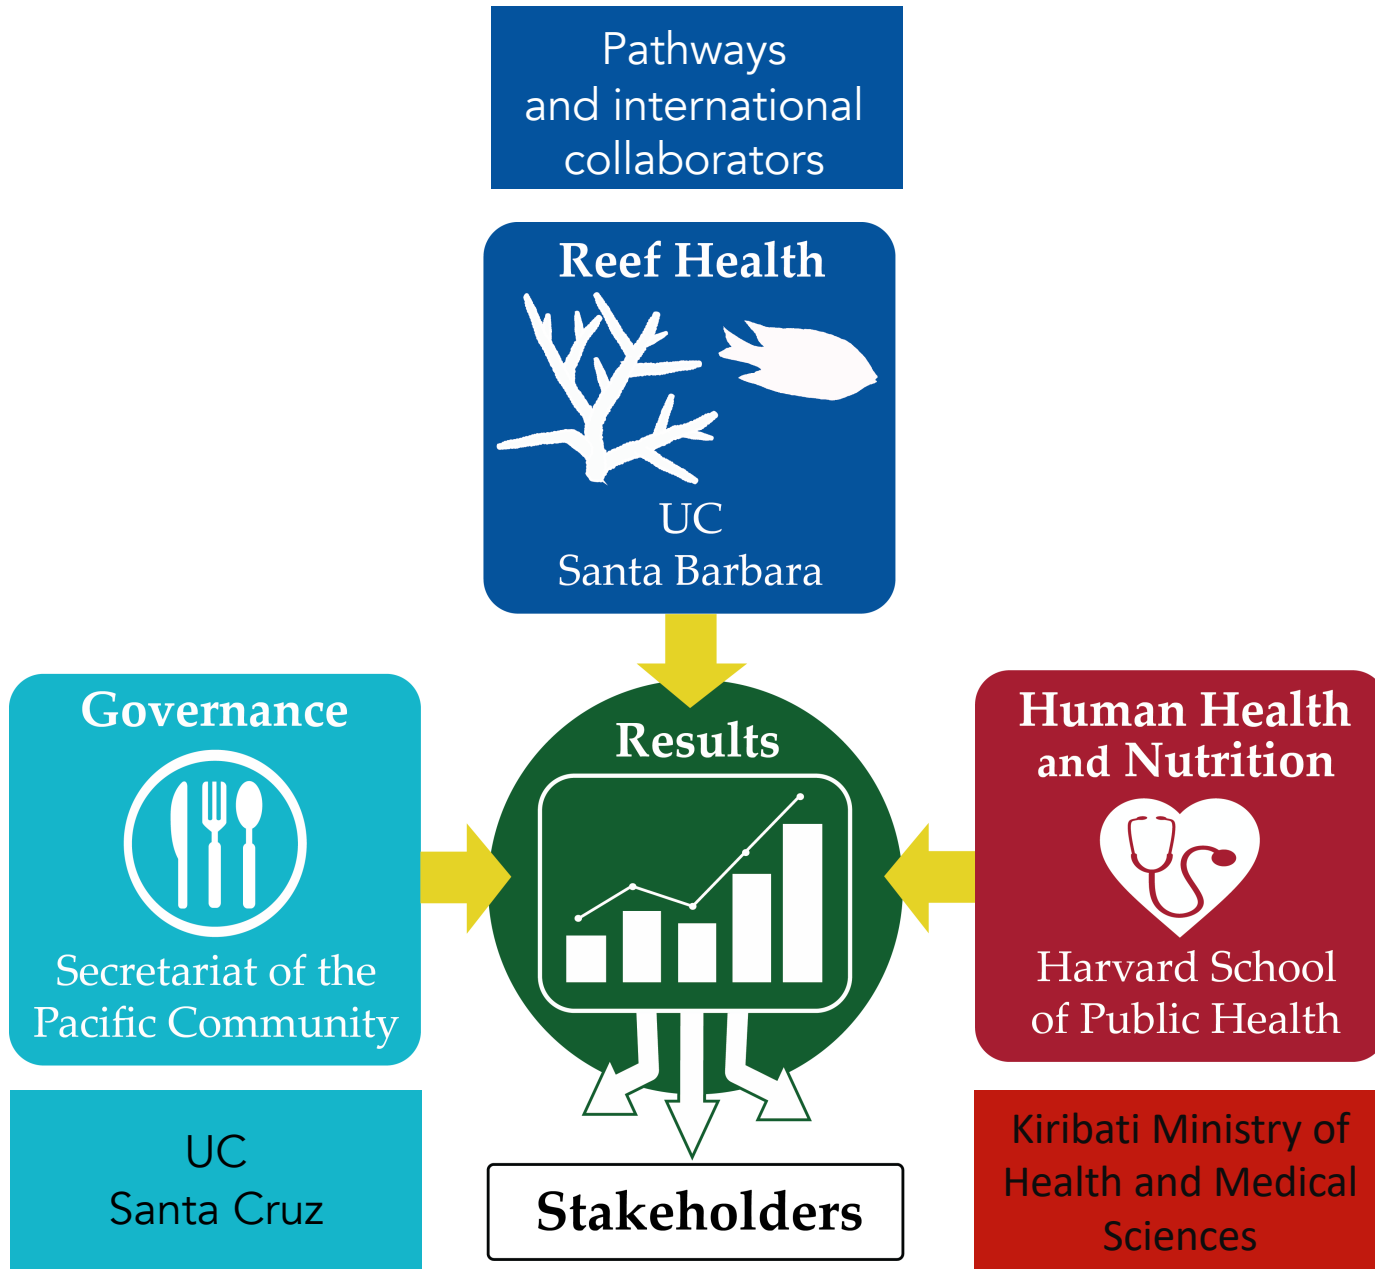 Pathways
and international
collaborators
Reef Health
UC
Santa Barbara
Governance
Secretariat of the
Pacific Community
UC
Santa Cruz
Results
Stakeholders
Human Health
and Nutrition
Harvard School
of Public Health
Kiribati Ministry of
Health and Medical
Sciences